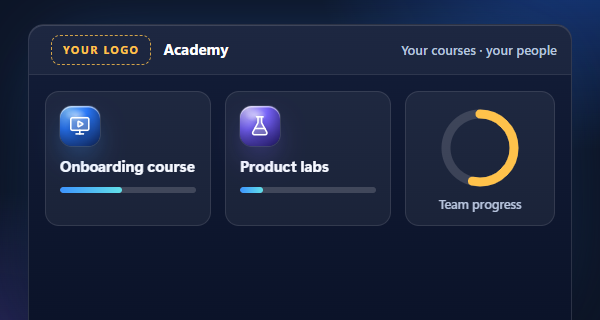 YOUR LOGO
Academy
Your courses · your people
Onboarding course
Product labs
Team progress